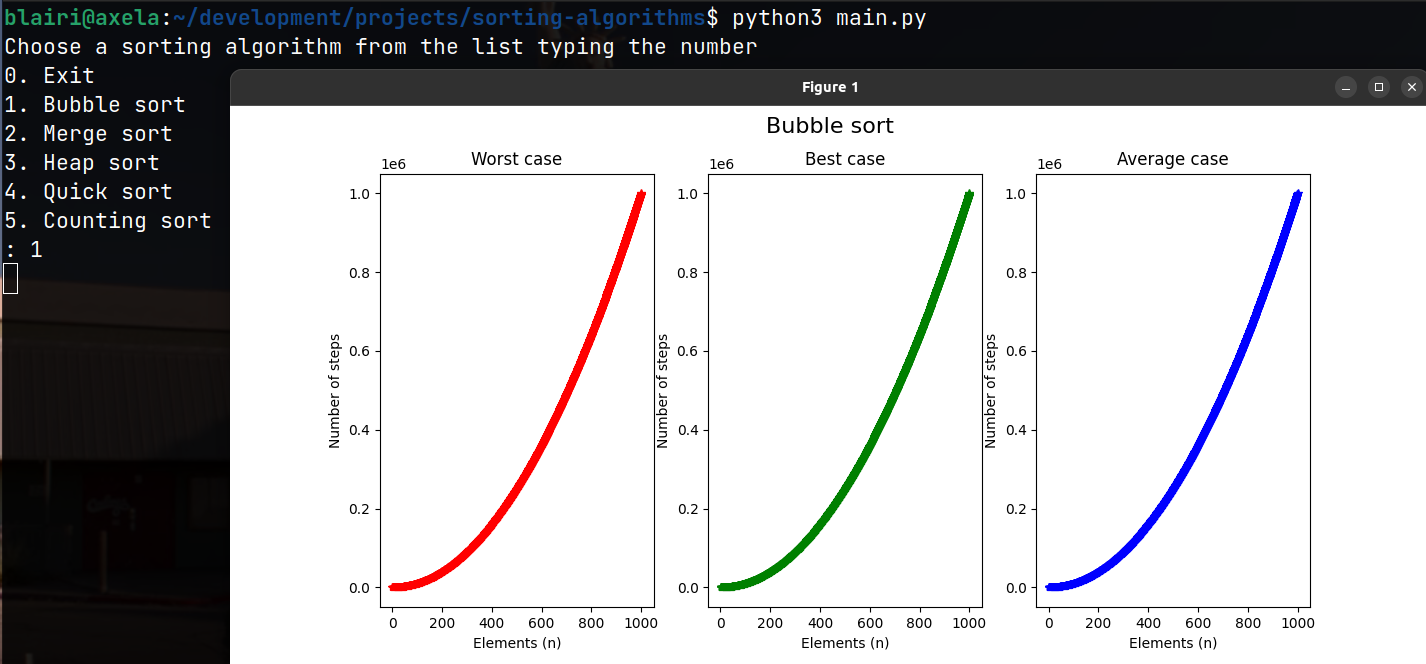 blairi@axela:~/development/projects/sorting-algorithms$ python3 main.py
Choose a sorting algorithm from the list typing the number
0. Exit
1. Bubble sort
2. Merge sort
3. Heap sort
4. Quick sort
5. Counting sort
: 1
Figure 1
Bubble sort
Worst case
1e6
Number of steps
1.0
0.8
0.6
0.4
0.2
0.0
0 200 400 600 800 1000
Elements (n)
Best case
1e6
Number of steps
1.0
0.8
0.6
0.4
0.2
0.0
0 200 400 600 800 1000
Elements (n)
Average case
1e6
Number of steps
1.0
0.8
0.6
0.4
0.2
0.0
0 200 400 600 800 1000
Elements (n)